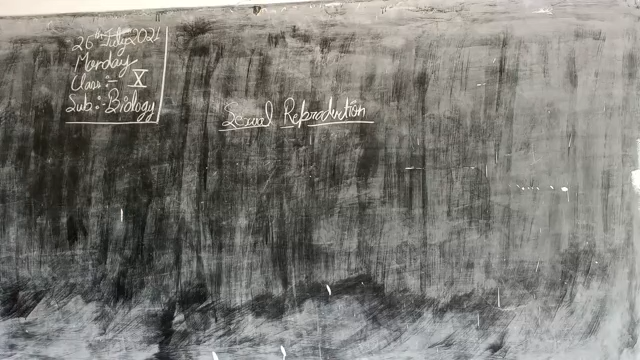 26th July 2021
Monday
Class :- X
Sub :- Biology
Sexual Reproduction